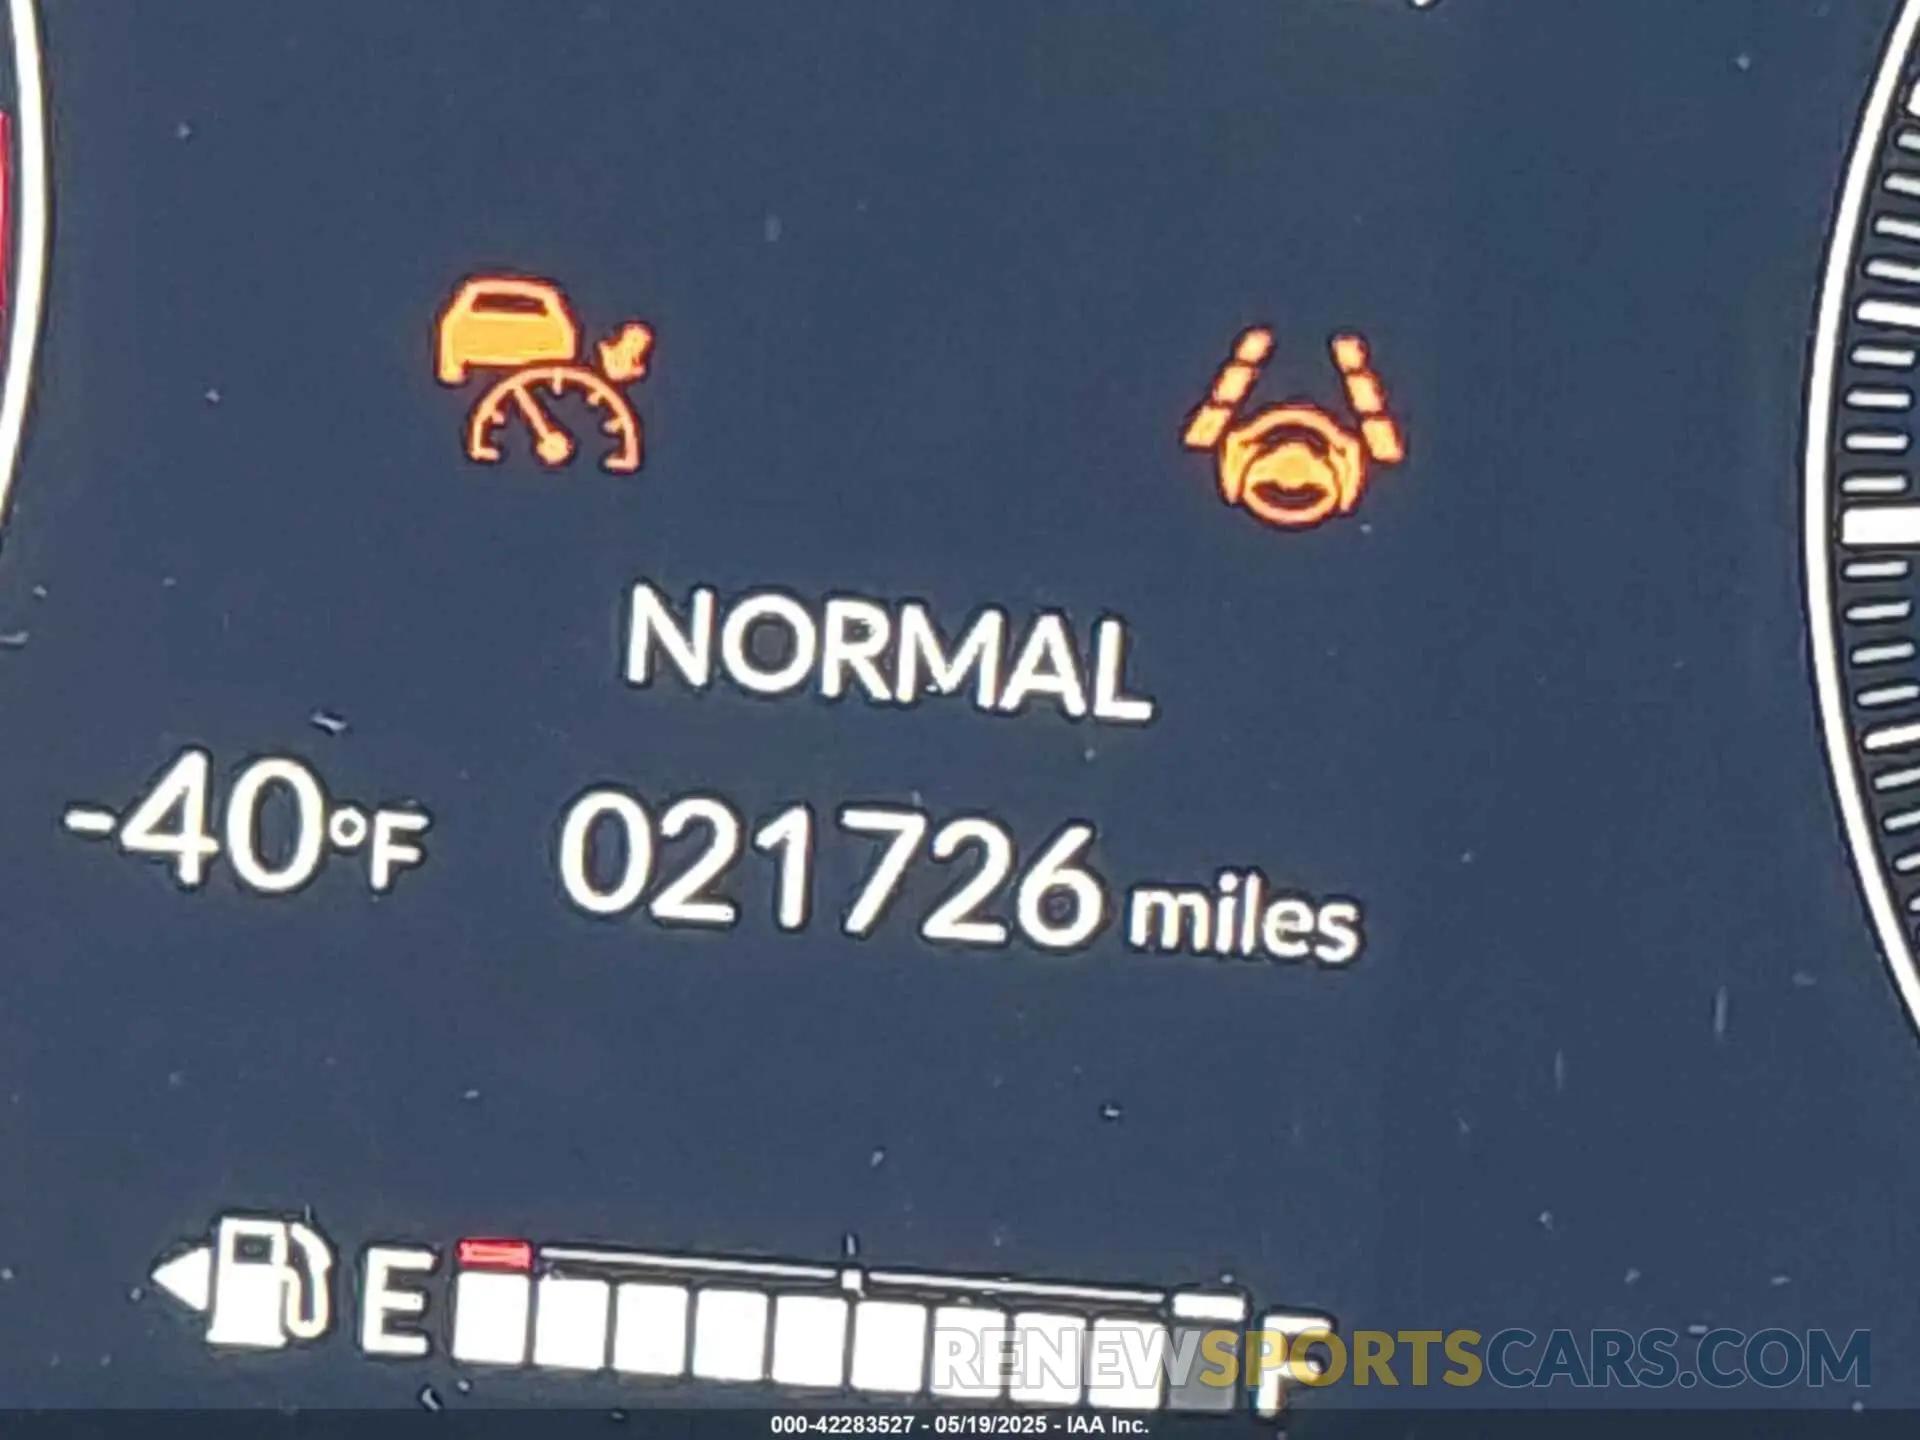 NORMAL
-40°F 021726 miles
E F
RENEWSPORTSCARS.COM
000-42283527 - 05/19/2025 - IAA Inc.